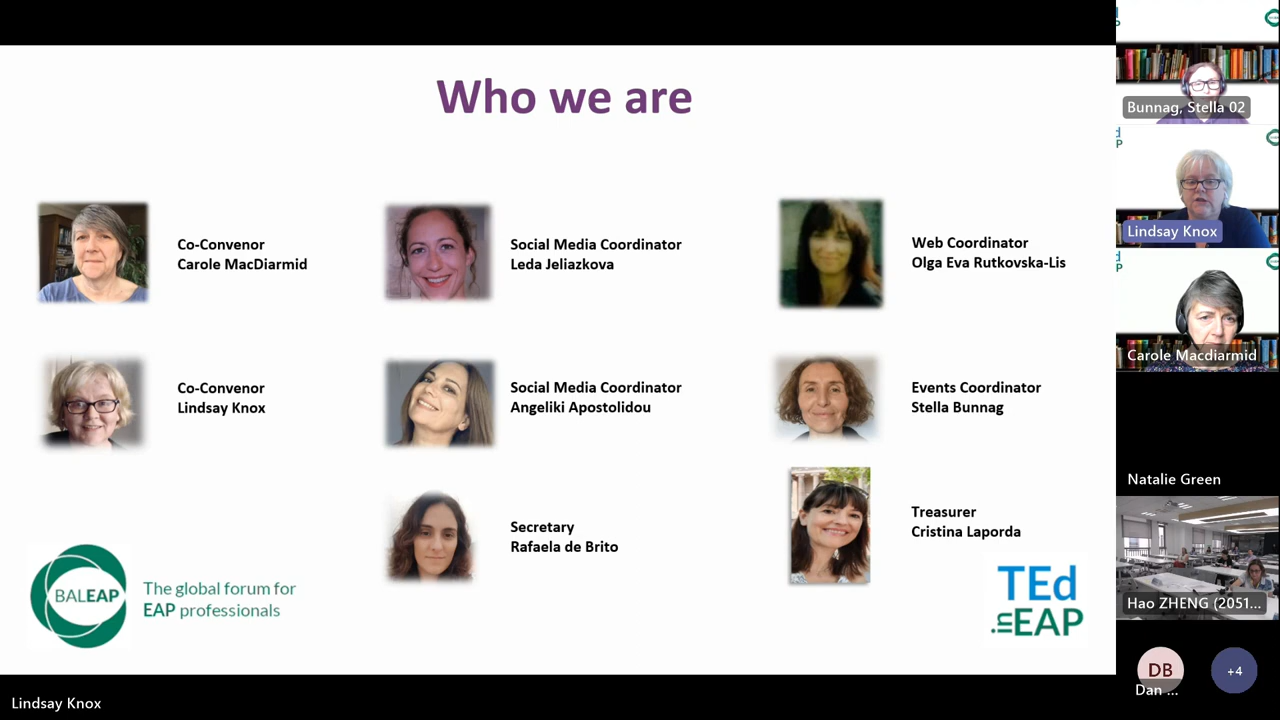 Who we are
Co-Convenor
Carole MacDiarmid
Social Media Coordinator
Leda Jeliazkova
Web Coordinator
Olga Eva Rutkovska-Lis
Co-Convenor
Lindsay Knox
Social Media Coordinator
Angeliki Apostolidou
Events Coordinator
Stella Bunnag
Secretary
Rafaela de Brito
Treasurer
Cristina Laporda
BALEAP
The global forum for
EAP professionals
TEd
.in EAP
Lindsay Knox
Bunnag, Stella 02
Lindsay Knox
Carole Macdiarmid
Natalie Green
Hao ZHENG (2051...
DB
Dan ...
+4